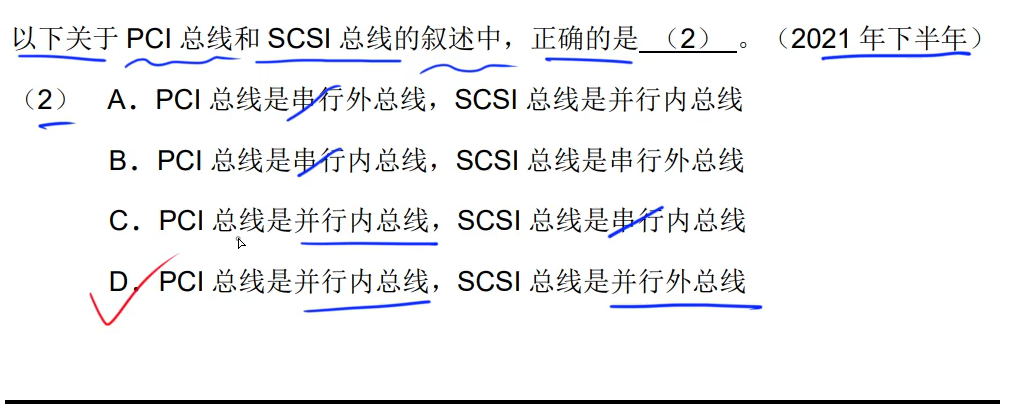 以下关于 PCI 总线和 SCSI 总线的叙述中，正确的是 （2） 。（2021 年下半年）
（2） A．PCI 总线是串行外总线，SCSI 总线是并行内总线
B．PCI 总线是串行内总线，SCSI 总线是串行外总线
C．PCI 总线是并行内总线，SCSI 总线是串行内总线
D．PCI 总线是并行内总线，SCSI 总线是并行外总线